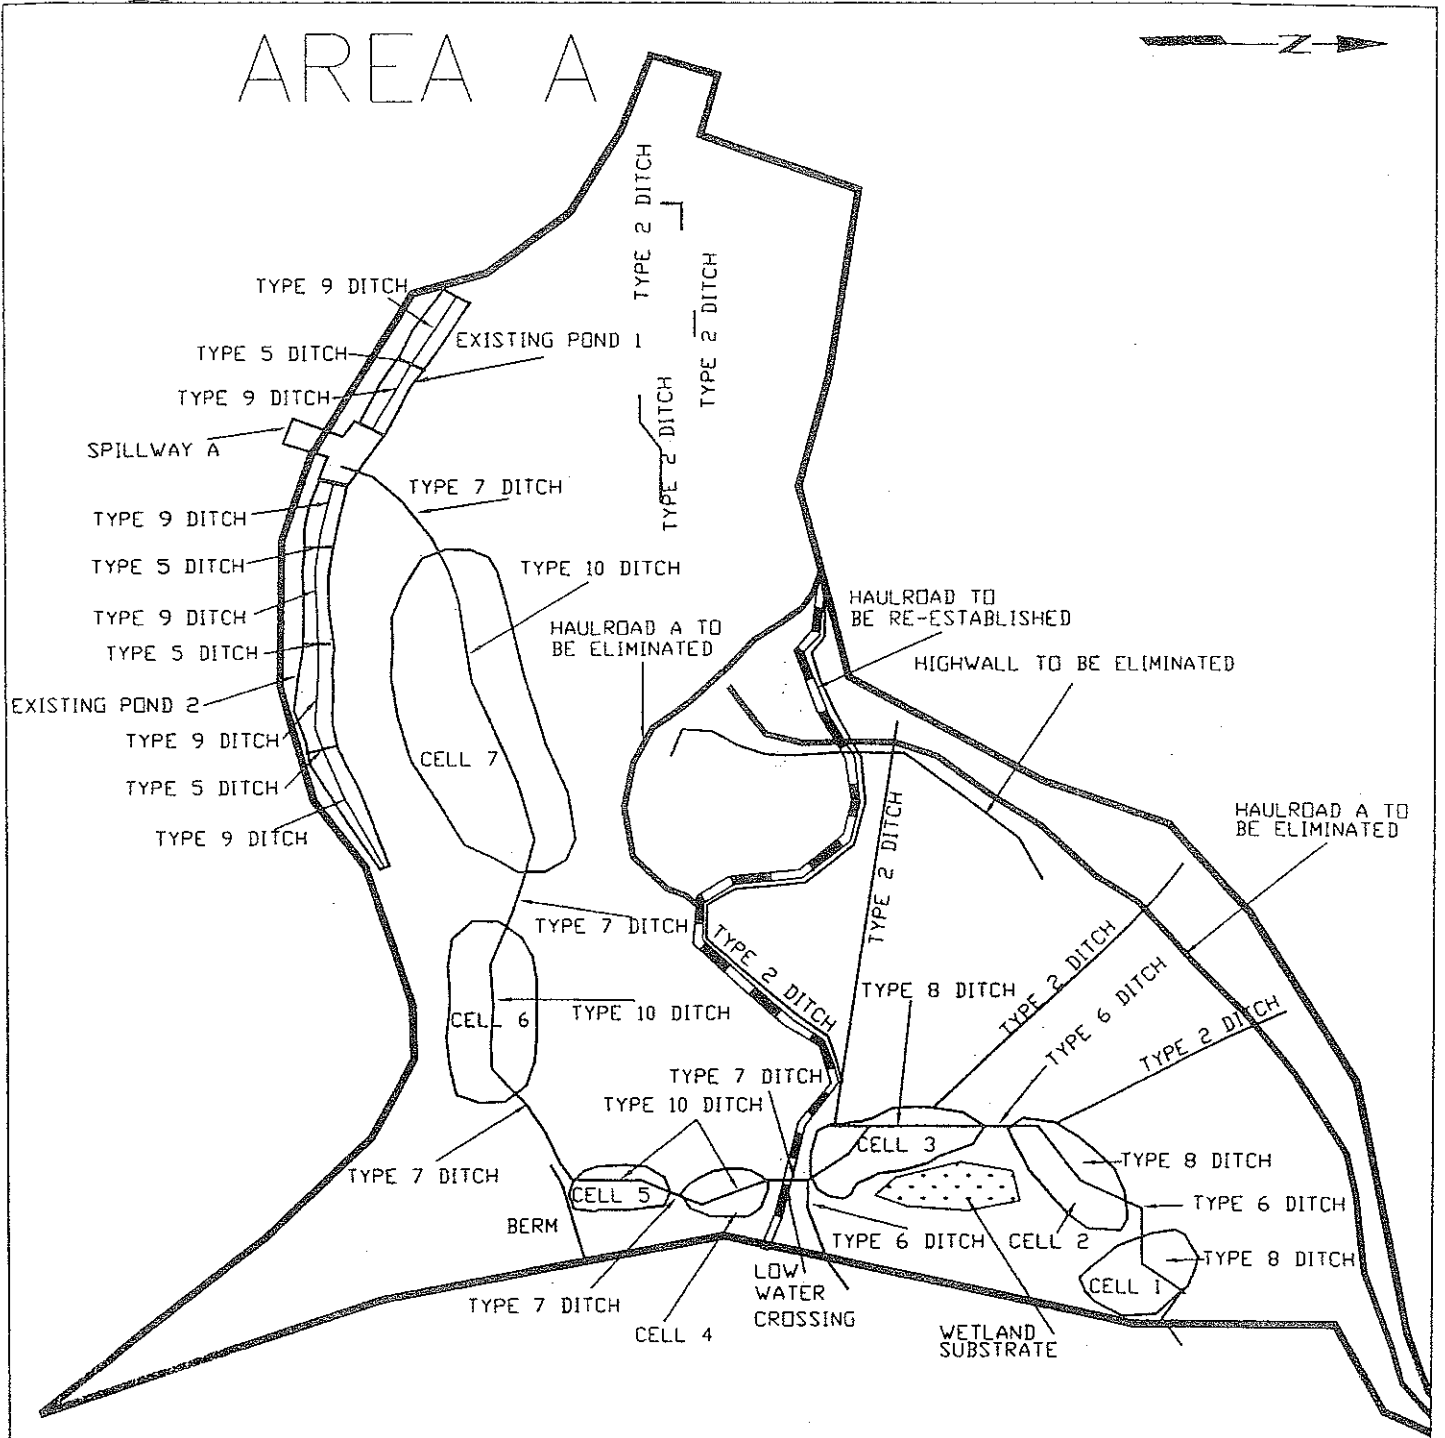 AREA A
N
TYPE 2 DITCH
TYPE 2 DITCH
TYPE 2 DITCH
TYPE 9 DITCH
EXISTING POND 1
TYPE 5 DITCH
TYPE 9 DITCH
SPILLWAY A
TYPE 7 DITCH
TYPE 9 DITCH
TYPE 5 DITCH
TYPE 10 DITCH
TYPE 9 DITCH
TYPE 5 DITCH
EXISTING POND 2
TYPE 9 DITCH
TYPE 5 DITCH
TYPE 9 DITCH
CELL 7
HAULROAD A TO
BE ELIMINATED
HAULROAD TO
BE RE-ESTABLISHED
HIGHWALL TO BE ELIMINATED
HAULROAD A TO
BE ELIMINATED
TYPE 2 DITCH
TYPE 7 DITCH
TYPE 2 DITCH
TYPE 8 DITCH
TYPE 2 DITCH
TYPE 6 DITCH
TYPE 2 DITCH
CELL 6
TYPE 10 DITCH
TYPE 7 DITCH
TYPE 10 DITCH
TYPE 7 DITCH
CELL 5
CELL 3
TYPE 8 DITCH
TYPE 6 DITCH
BERM
TYPE 6 DITCH
CELL 2
TYPE 8 DITCH
CELL 1
TYPE 7 DITCH
CELL 4
LOW
WATER
CROSSING
WETLAND
SUBSTRATE